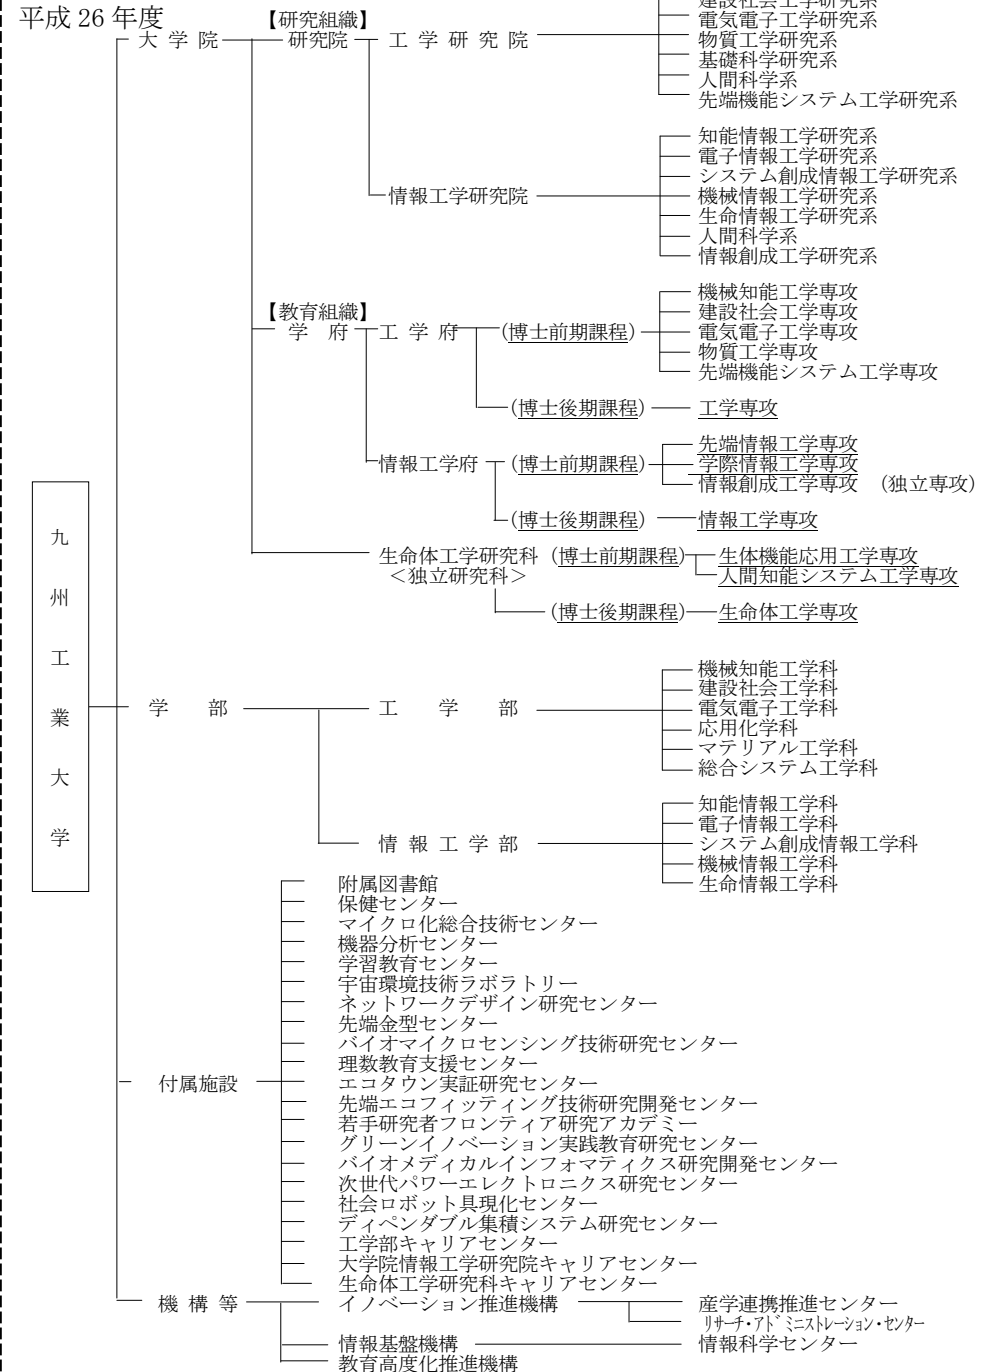 平成 26 年度
建設社会工学研究系
電気電子工学研究系
【研究組織】
大 学 院 研究院 工 学 研 究 院 物質工学研究系
基礎科学研究系
人間科学系
先端機能システム工学研究系
知能情報工学研究系
電子情報工学研究系
システム創成情報工学研究系
情報工学研究院 機械情報工学研究系
生命情報工学研究系
人間科学系
情報創成工学研究系
機械知能工学専攻
【教育組織】 建設社会工学専攻
学 府 工 学 府 (博士前期課程) 電気電子工学専攻
物質工学専攻
先端機能システム工学専攻
(博士後期課程) 工学専攻
先端情報工学専攻
情報工学府 (博士前期課程) 学際情報工学専攻
情報創成工学専攻 (独立専攻)
(博士後期課程) 情報工学専攻
生命体工学研究科 (博士前期課程) 生体機能応用工学専攻
<独立研究科> 人間知能システム工学専攻
(博士後期課程) 生命体工学専攻
九 州 工 業 大 学
機械知能工学科
建設社会工学科
学 部 工 学 部 電気電子工学科
応用化学科
マテリアル工学科
総合システム工学科
知能情報工学科
電子情報工学科
情 報 工 学 部 システム創成情報工学科
機械情報工学科
生命情報工学科
附属図書館
保健センター
マイクロ化総合技術センター
機器分析センター
学習教育センター
宇宙環境技術ラボラトリー
ネットワークデザイン研究センター
先端金型センター
バイオマイクロセンシング技術研究センター
理数教育支援センター
付属施設 エコタウン実証研究センター
先端エコフィッティング技術研究開発センター
若手研究者フロンティア研究アカデミー
グリーンイノベーション実践教育研究センター
バイオメディカルインフォマティクス研究開発センター
次世代パワーエレクトロニクス研究センター
社会ロボット具現化センター
ディペンダブル集積システム研究センター
工学部キャリアセンター
大学院情報工学研究院キャリアセンター
生命体工学研究科キャリアセンター
機 構 等 イノベーション推進機構 産学連携推進センター
リサーチ・アドミニストレーション・センター
情報基盤機構 情報科学センター
教育高度化推進機構